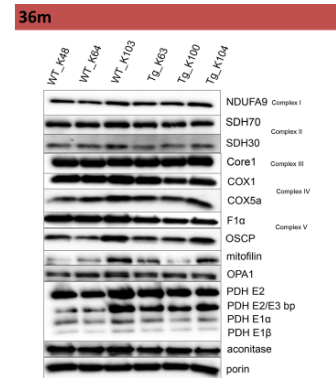 36m
WT_K48 WT_K64 WT_K103 Tg_K63 Tg_K100 Tg_K104
NDUFA9 Complex I
SDH70
Complex II
SDH30
Core1 Complex III
COX1
Complex IV
COX5a
F1α
Complex V
OSCP
mitofilin
OPA1
PDH E2
PDH E2/E3 bp
PDH E1α
PDH E1β
aconitase
porin